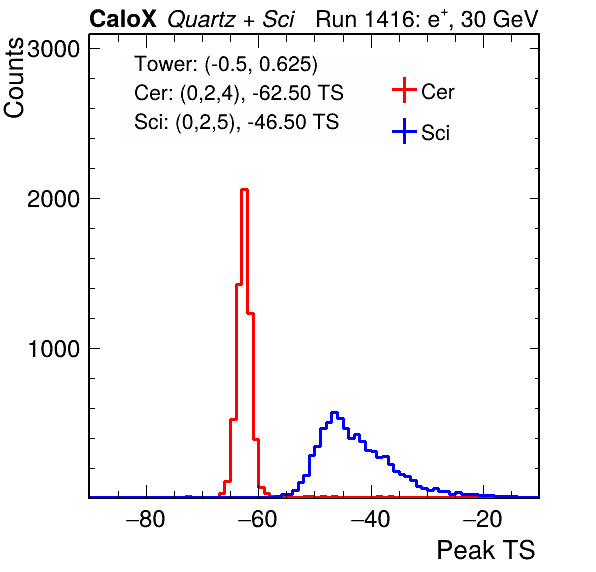 CaloX Quartz + Sci Run 1416: e⁺, 30 GeV
Counts
3000
2000
1000
Tower: (-0.5, 0.625)
Cer: (0,2,4), -62.50 TS
Sci: (0,2,5), -46.50 TS
Cer
Sci
−80 −60 −40 −20
Peak TS